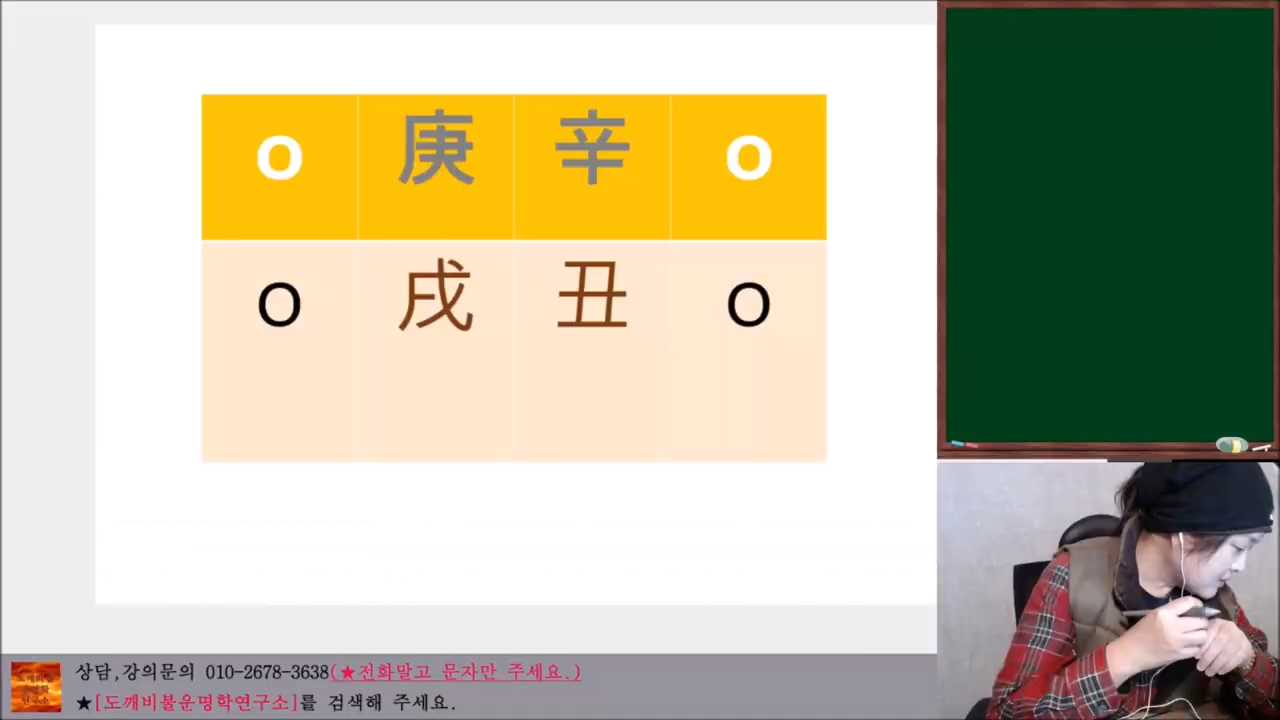 o 庚 辛 o
o 戌 丑 o
상담,강의문의 010-2678-3638(★전화말고 문자만 주세요.)
★[도깨비불운명학연구소]를 검색해 주세요.